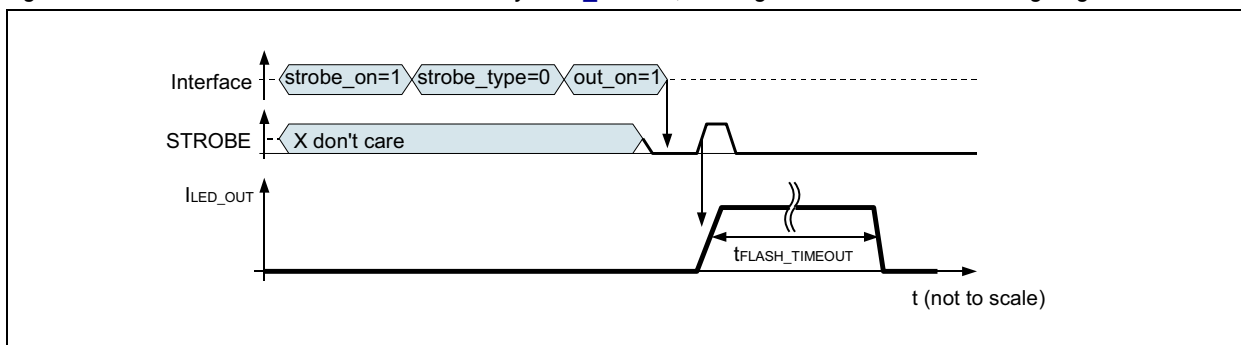 Interface
strobe_on=1 strobe_type=0 out_on=1
STROBE
X don't care
ILED_OUT
tFLASH_TIMEOUT
t (not to scale)